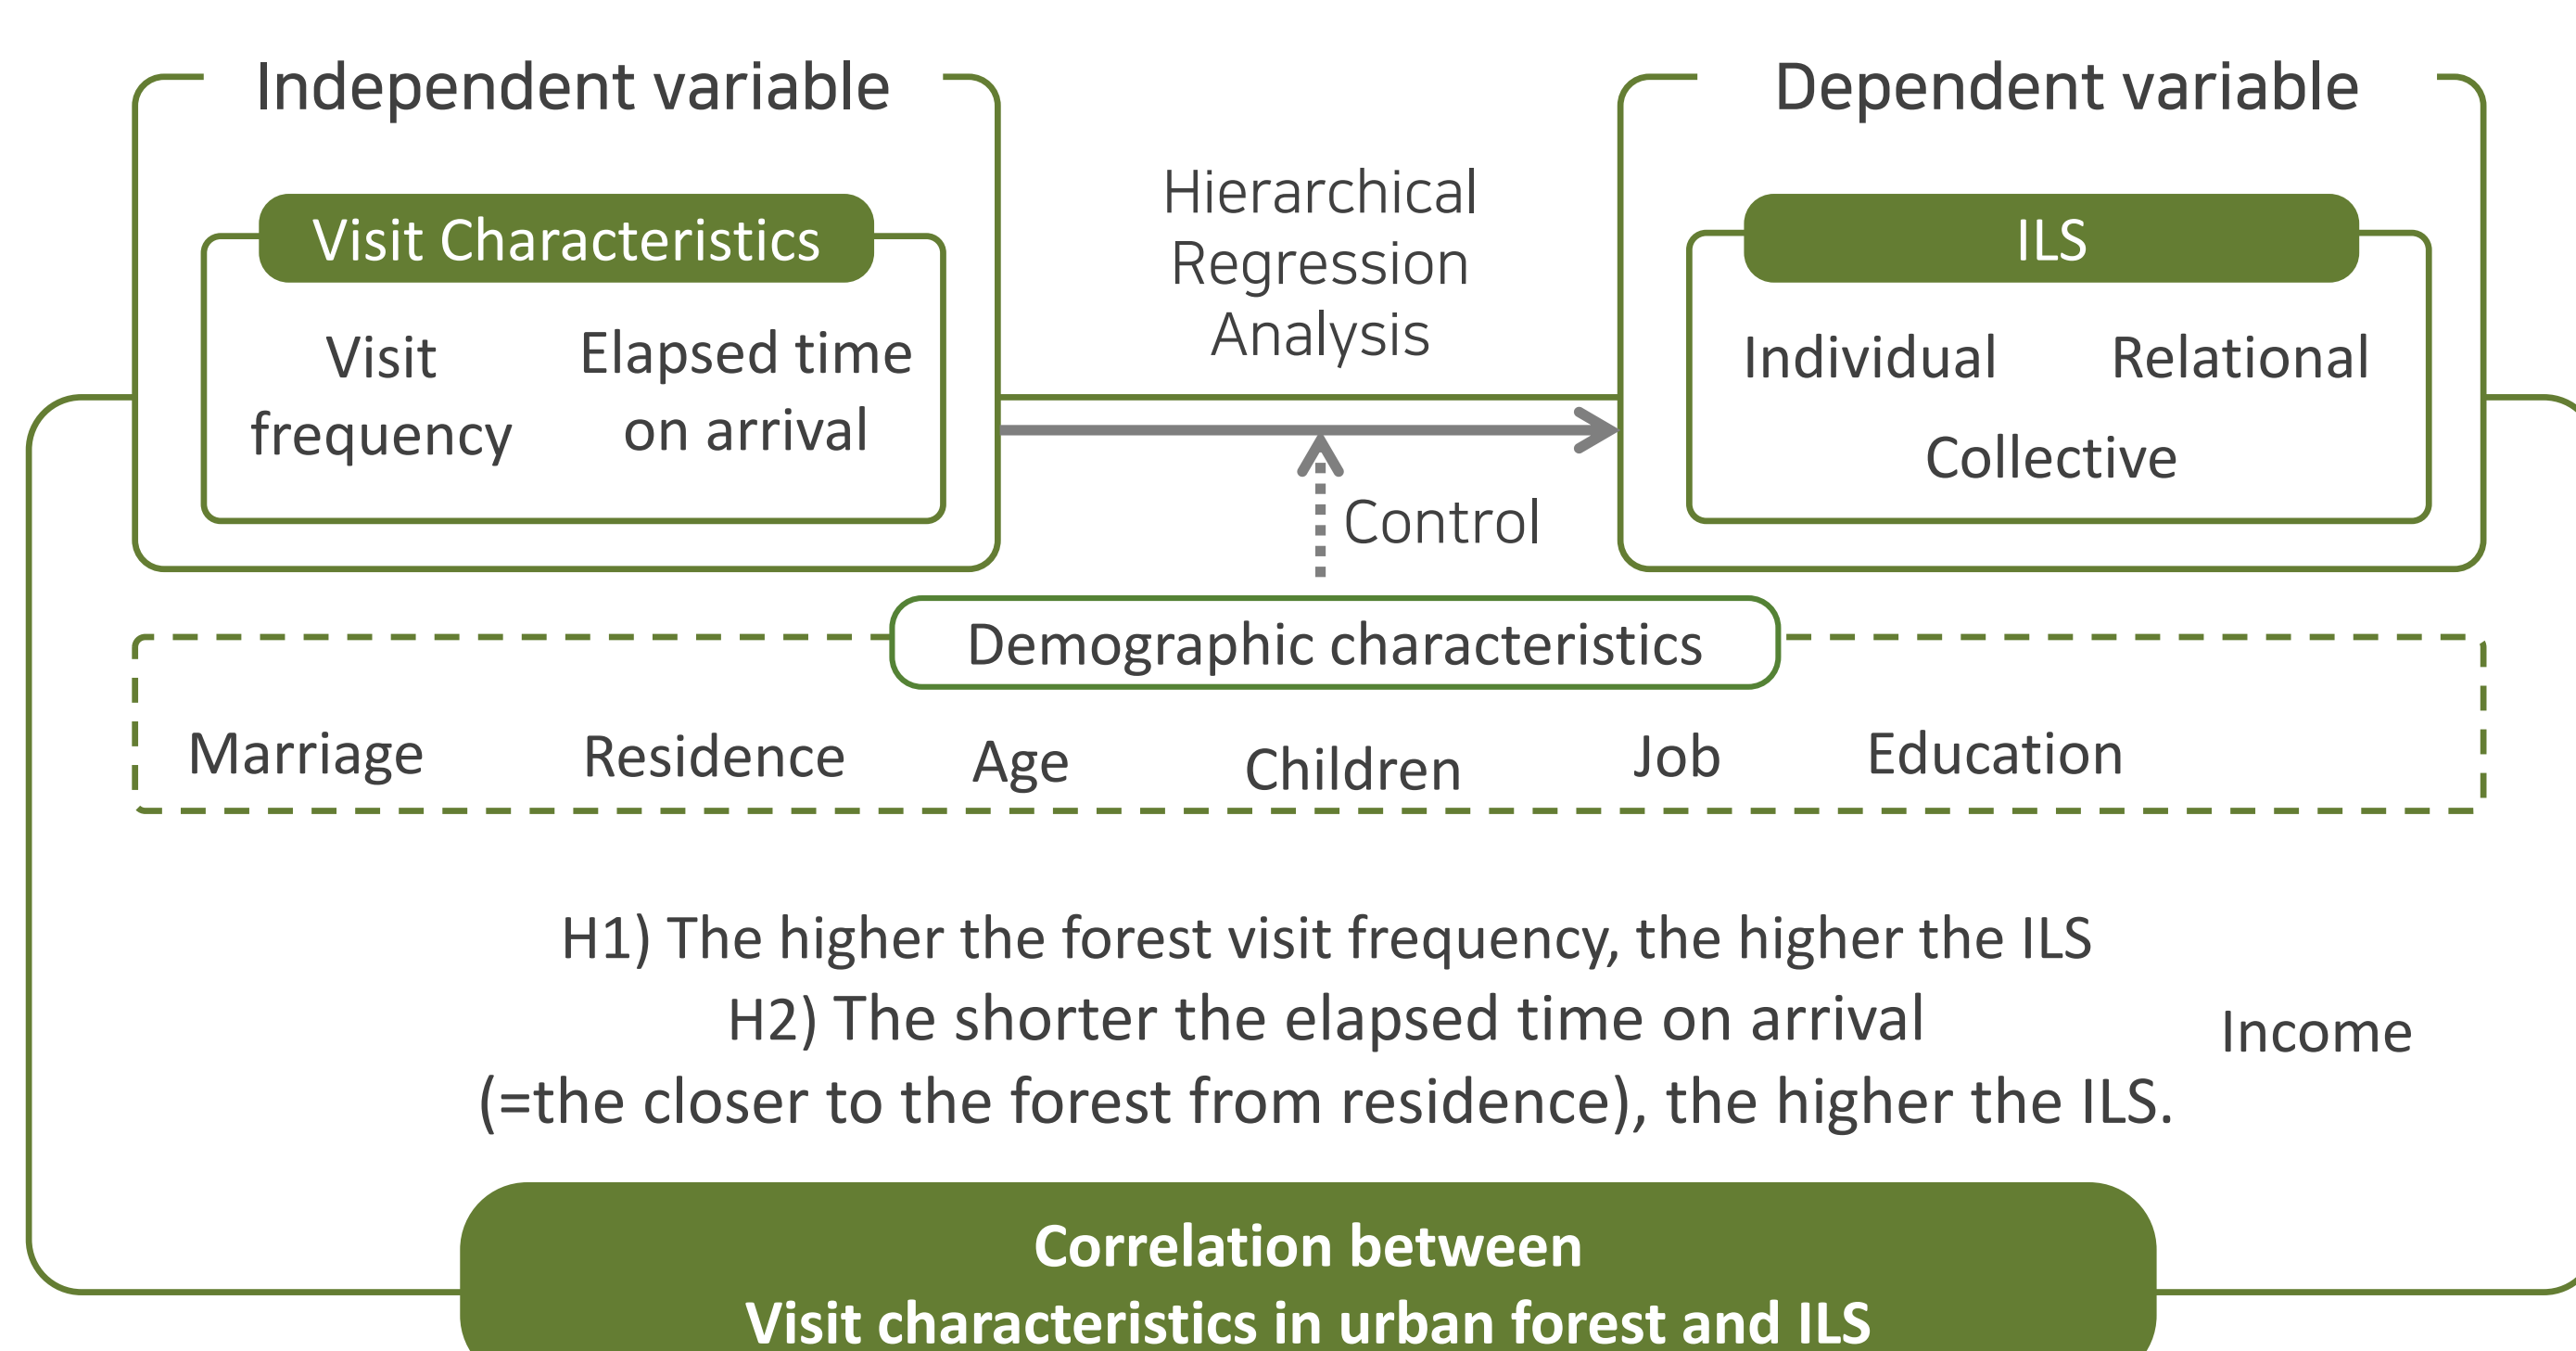 Independent variable
Visit Characteristics
Visit
frequency
Elapsed time
on arrival
Hierarchical
Regression
Analysis
Control
Dependent variable
ILS
Individual
Relational
Collective
Demographic characteristics
Marriage
Residence
Age
Children
Job
Education
H1) The higher the forest visit frequency, the higher the ILS
H2) The shorter the elapsed time on arrival
(=the closer to the forest from residence), the higher the ILS.
Income
Correlation between
Visit characteristics in urban forest and ILS